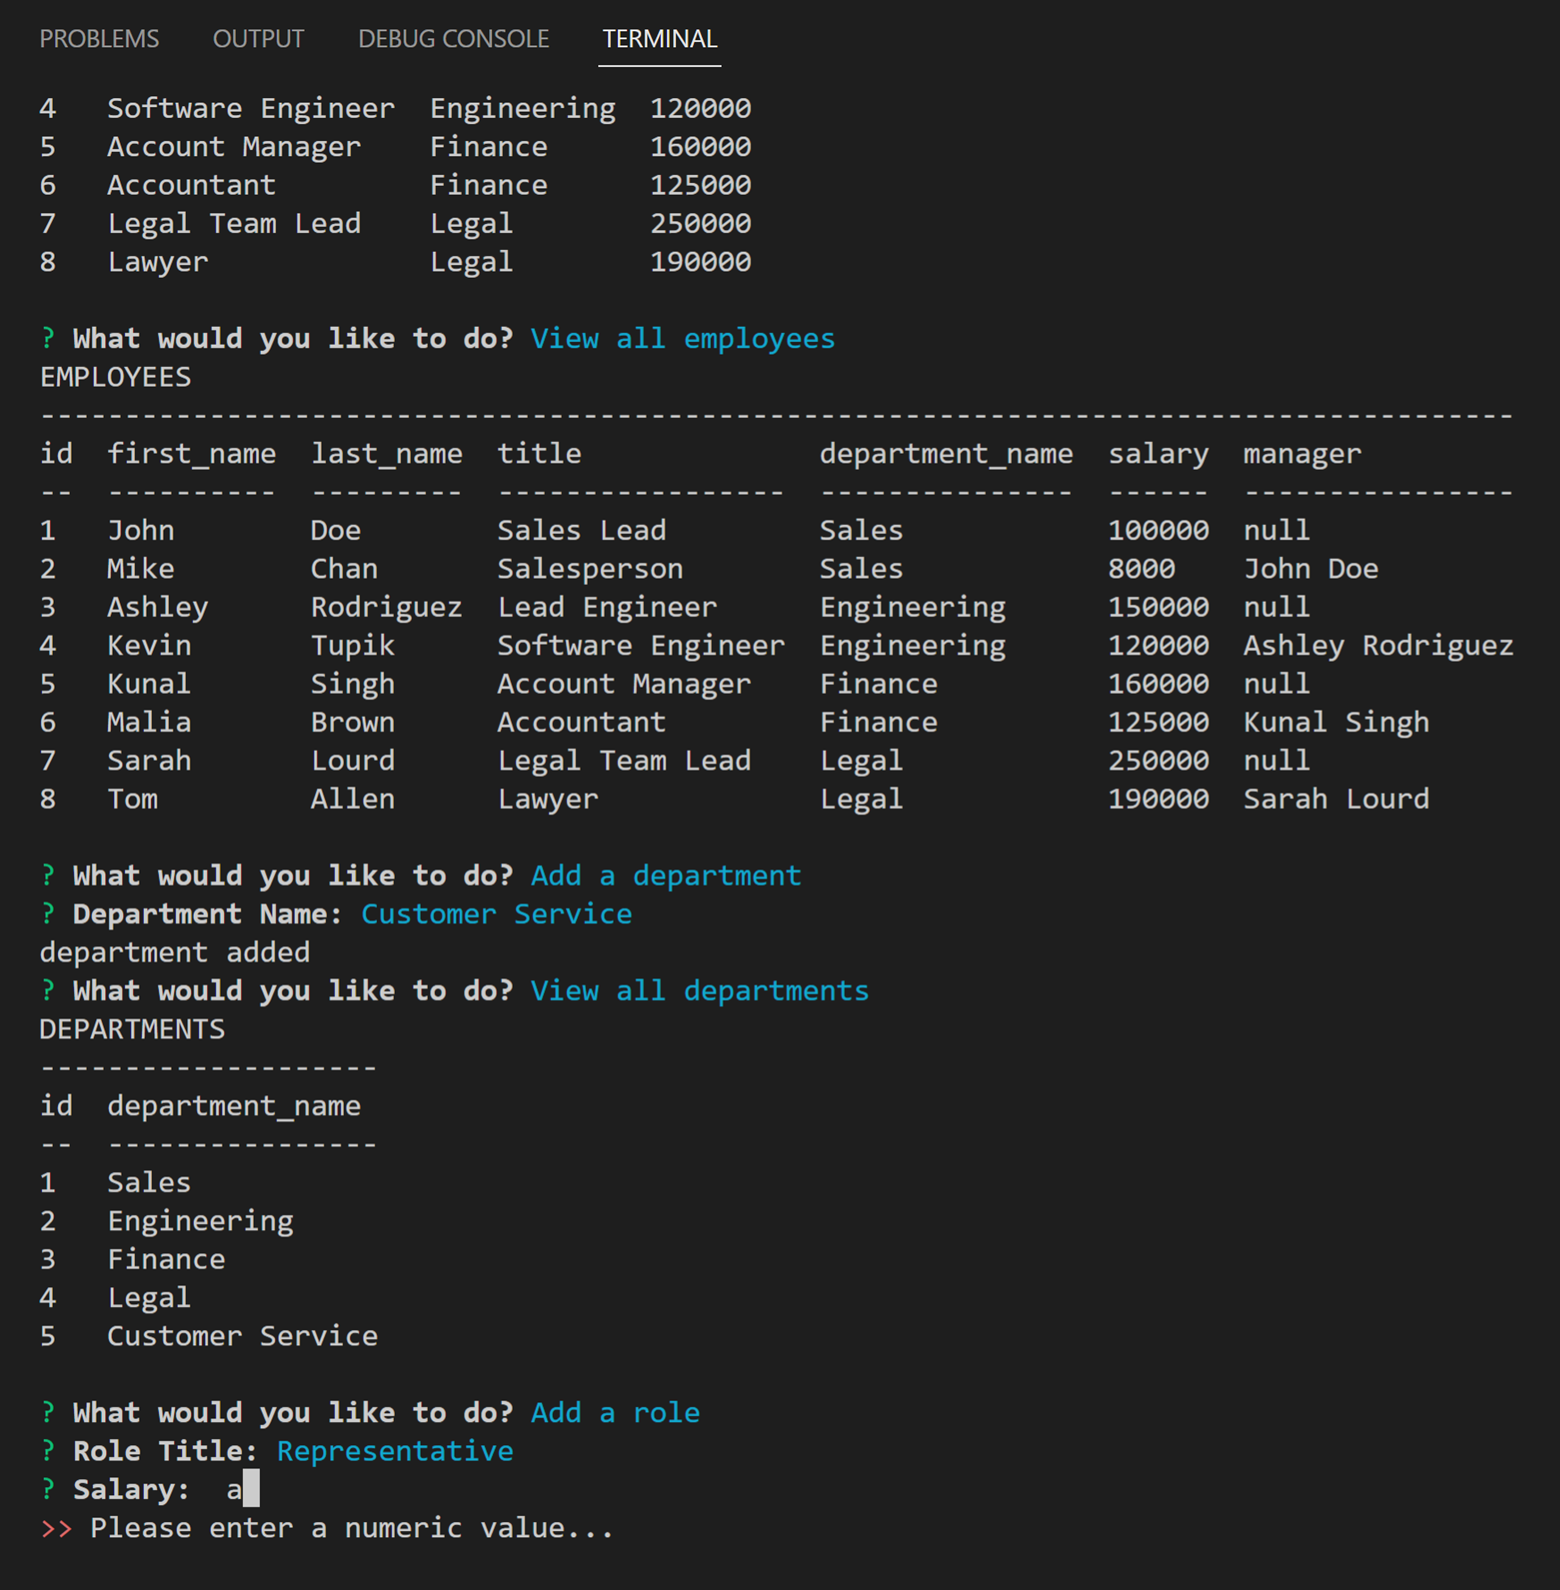 PROBLEMS OUTPUT DEBUG CONSOLE TERMINAL
4 Software Engineer Engineering 120000
5 Account Manager Finance 160000
6 Accountant Finance 125000
7 Legal Team Lead Legal 250000
8 Lawyer Legal 190000
? What would you like to do? View all employees
EMPLOYEES
---------------------------------------------------------------------------------------
id first_name last_name title department_name salary manager
-- ---------- --------- ----------------- --------------- ------ ----------------
1 John Doe Sales Lead Sales 100000 null
2 Mike Chan Salesperson Sales 8000 John Doe
3 Ashley Rodriguez Lead Engineer Engineering 150000 null
4 Kevin Tupik Software Engineer Engineering 120000 Ashley Rodriguez
5 Kunal Singh Account Manager Finance 160000 null
6 Malia Brown Accountant Finance 125000 Kunal Singh
7 Sarah Lourd Legal Team Lead Legal 250000 null
8 Tom Allen Lawyer Legal 190000 Sarah Lourd
? What would you like to do? Add a department
? Department Name: Customer Service
department added
? What would you like to do? View all departments
DEPARTMENTS
--------------------
id department_name
-- ----------------
1 Sales
2 Engineering
3 Finance
4 Legal
5 Customer Service
? What would you like to do? Add a role
? Role Title: Representative
? Salary: a
>> Please enter a numeric value...